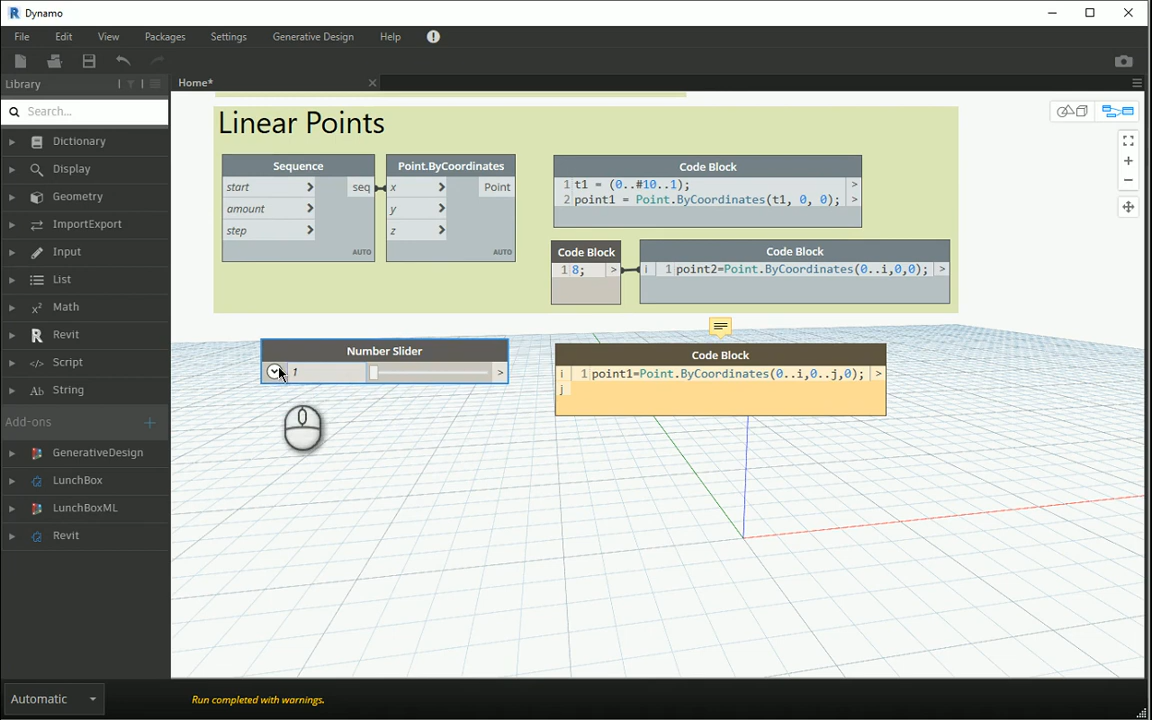 Dynamo
File Edit View Packages Settings Generative Design Help
Library
Home*
Search...
Dictionary
Display
Geometry
ImportExport
Input
List
Math
Revit
Script
String
Add-ons
GenerativeDesign
LunchBox
LunchBoxML
Revit
Linear Points
Sequence
start seq
amount
step
AUTO
Point.ByCoordinates
x Point
y
z
AUTO
Code Block
1 t1 = (0..#10..1); >
2 point1 = Point.ByCoordinates(t1, 0, 0); >
Code Block
1 8; >
Code Block
i 1 point2=Point.ByCoordinates(0..i,0,0); >
Number Slider
1 >
Code Block
i 1 point1=Point.ByCoordinates(0..i,0..j,0); >
j
Automatic
Run completed with warnings.